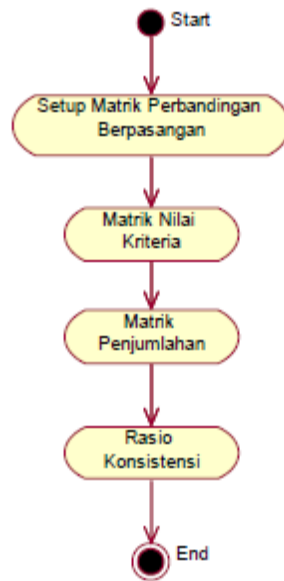 Start
Setup Matrik Perbandingan
Berpasangan
Matrik Nilai
Kriteria
Matrik
Penjumlahan
Rasio
Konsistensi
End